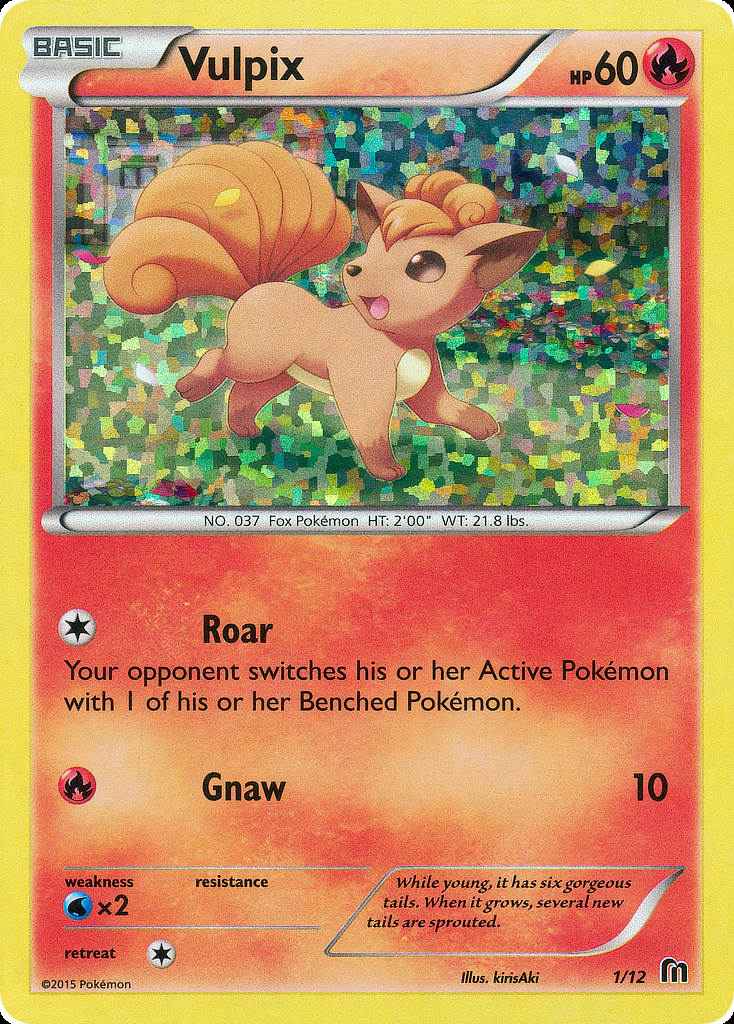 BASIC
Vulpix
HP60
NO. 037 Fox Pokémon HT: 2'00" WT: 21.8 lbs.
Roar
Your opponent switches his or her Active Pokémon
with 1 of his or her Benched Pokémon.
Gnaw 10
weakness resistance
×2
While young, it has six gorgeous
tails. When it grows, several new
tails are sprouted.
retreat
©2015 Pokémon
Illus. kirisAki
1/12 m